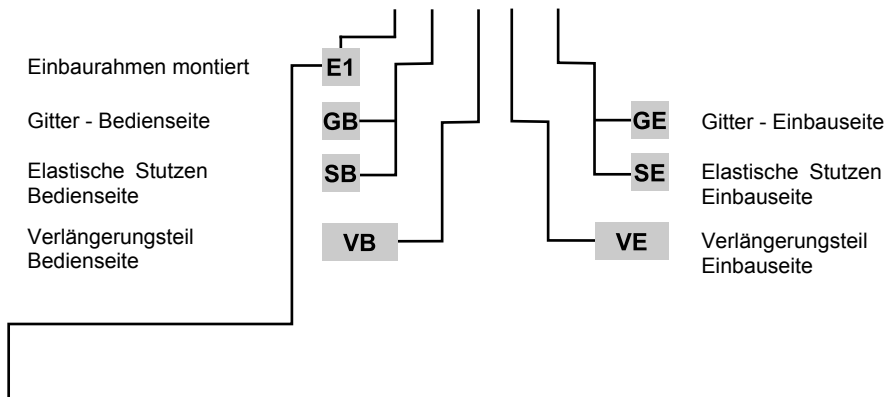 Einbaurahmen montiert E1
Gitter - Bedienseite GB GE Gitter - Einbauseite
Elastische Stutzen SB SE Elastische Stutzen
Bedienseite Einbauseite
Verlängerungsteil VB VE Verlängerungsteil
Bedienseite Einbauseite